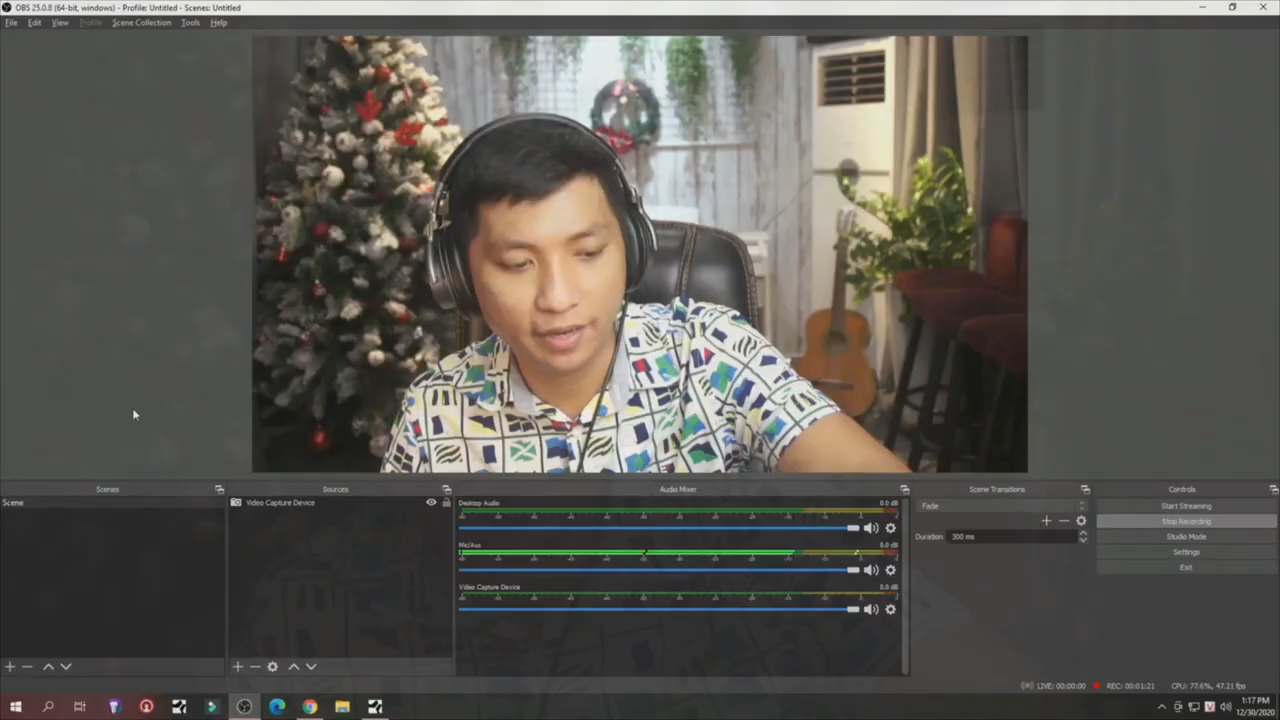 OBS 25.0.8 (64-bit, windows) - Profile: Untitled - Scenes: Untitled
File Edit View Profile Scene Collection Tools Help
Scenes Sources Audio Mixer Scene Transitions Controls
Scene
Video Capture Device
Desktop Audio 0.0 dB
Mic/Aux 0.0 dB
Video Capture Device 0.0 dB
Fade
Duration 300 ms
Start Streaming
Stop Recording
Studio Mode
Settings
Exit
LIVE: 00:00:00 REC: 00:01:21 CPU: 77.6%, 47.21 fps
1:17 PM
12/30/2020